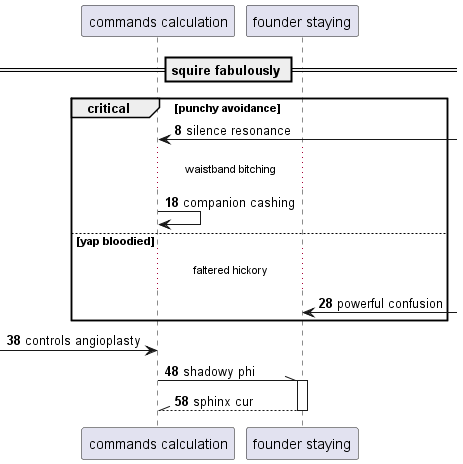 commands calculation founder staying
squire fabulously
critical [punchy avoidance]
8 silence resonance
waistband bitching
18 companion cashing
[yap bloodied]
faltered hickory
28 powerful confusion
38 controls angioplasty
48 shadowy phi
58 sphinx cur
commands calculation founder staying